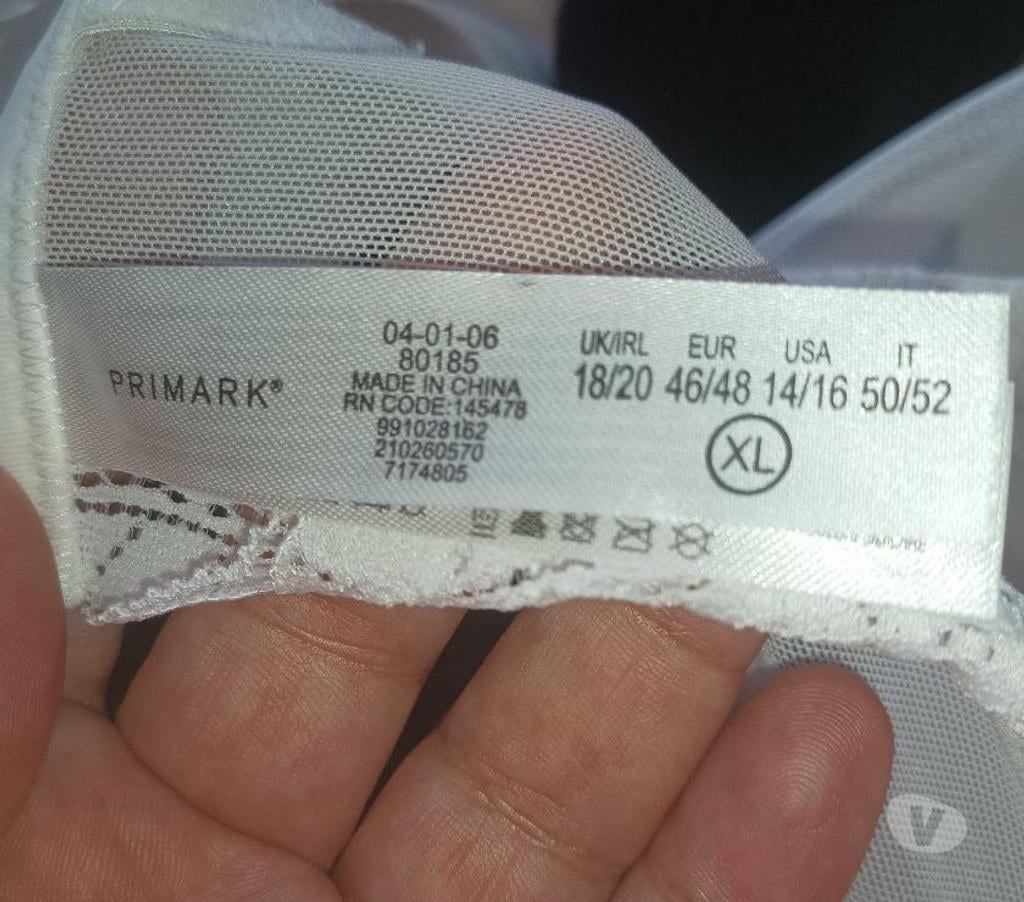 PRIMARK®
04-01-06
80185
MADE IN CHINA
RN CODE:145478
991028162
210260570
7174805
UK/IRL EUR USA IT
18/20 46/48 14/16 50/52
XL
V